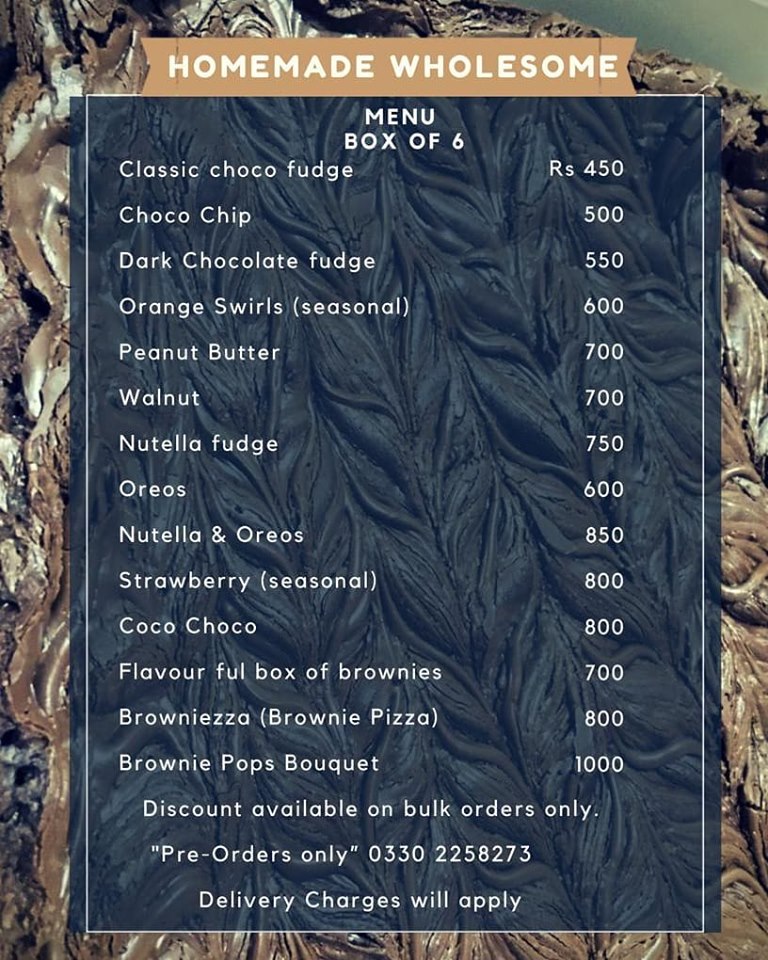 HOMEMADE WHOLESOME
MENU
BOX OF 6
Classic choco fudge Rs 450
Choco Chip 500
Dark Chocolate fudge 550
Orange Swirls (seasonal) 600
Peanut Butter 700
Walnut 700
Nutella fudge 750
Oreos 600
Nutella & Oreos 850
Strawberry (seasonal) 800
Coco Choco 800
Flavour ful box of brownies 700
Browniezza (Brownie Pizza) 800
Brownie Pops Bouquet 1000
Discount available on bulk orders only.
"Pre-Orders only" 0330 2258273
Delivery Charges will apply